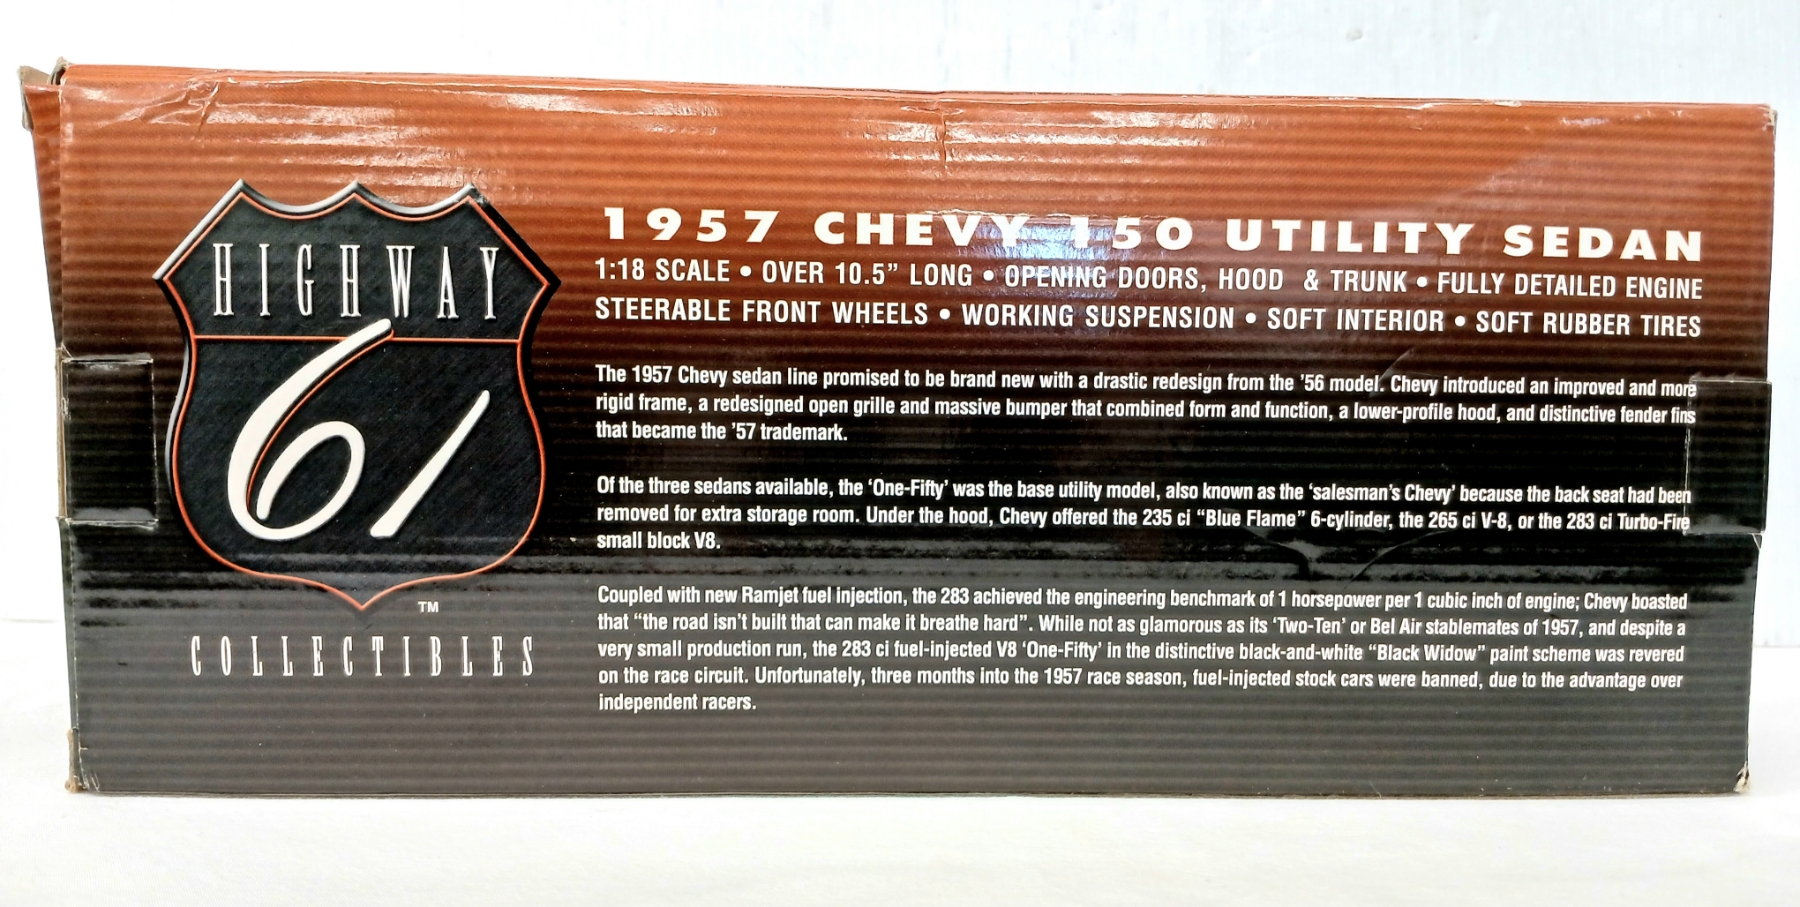 HIGHWAY
61
TM
COLLECTIBLES
1957 CHEVY 150 UTILITY SEDAN
1:18 SCALE • OVER 10.5” LONG • OPENING DOORS, HOOD & TRUNK • FULLY DETAILED ENGINE
STEERABLE FRONT WHEELS • WORKING SUSPENSION • SOFT INTERIOR • SOFT RUBBER TIRES
The 1957 Chevy sedan line promised to be brand new with a drastic redesign from the ’56 model. Chevy introduced an improved and more
rigid frame, a redesigned open grille and massive bumper that combined form and function, a lower-profile hood, and distinctive fender fins
that became the ’57 trademark.
Of the three sedans available, the ‘One-Fifty’ was the base utility model, also known as the ‘salesman’s Chevy’ because the back seat had been
removed for extra storage room. Under the hood, Chevy offered the 235 ci “Blue Flame” 6-cylinder, the 265 ci V-8, or the 283 ci Turbo-Fire
small block V8.
Coupled with new Ramjet fuel injection, the 283 achieved the engineering benchmark of 1 horsepower per 1 cubic inch of engine; Chevy boasted
that “the road isn’t built that can make it breathe hard”. While not as glamorous as its ‘Two-Ten’ or Bel Air stablemates of 1957, and despite a
very small production run, the 283 ci fuel-injected V8 ‘One-Fifty’ in the distinctive black-and-white “Black Widow” paint scheme was revered
on the race circuit. Unfortunately, three months into the 1957 race season, fuel-injected stock cars were banned, due to the advantage over
independent racers.